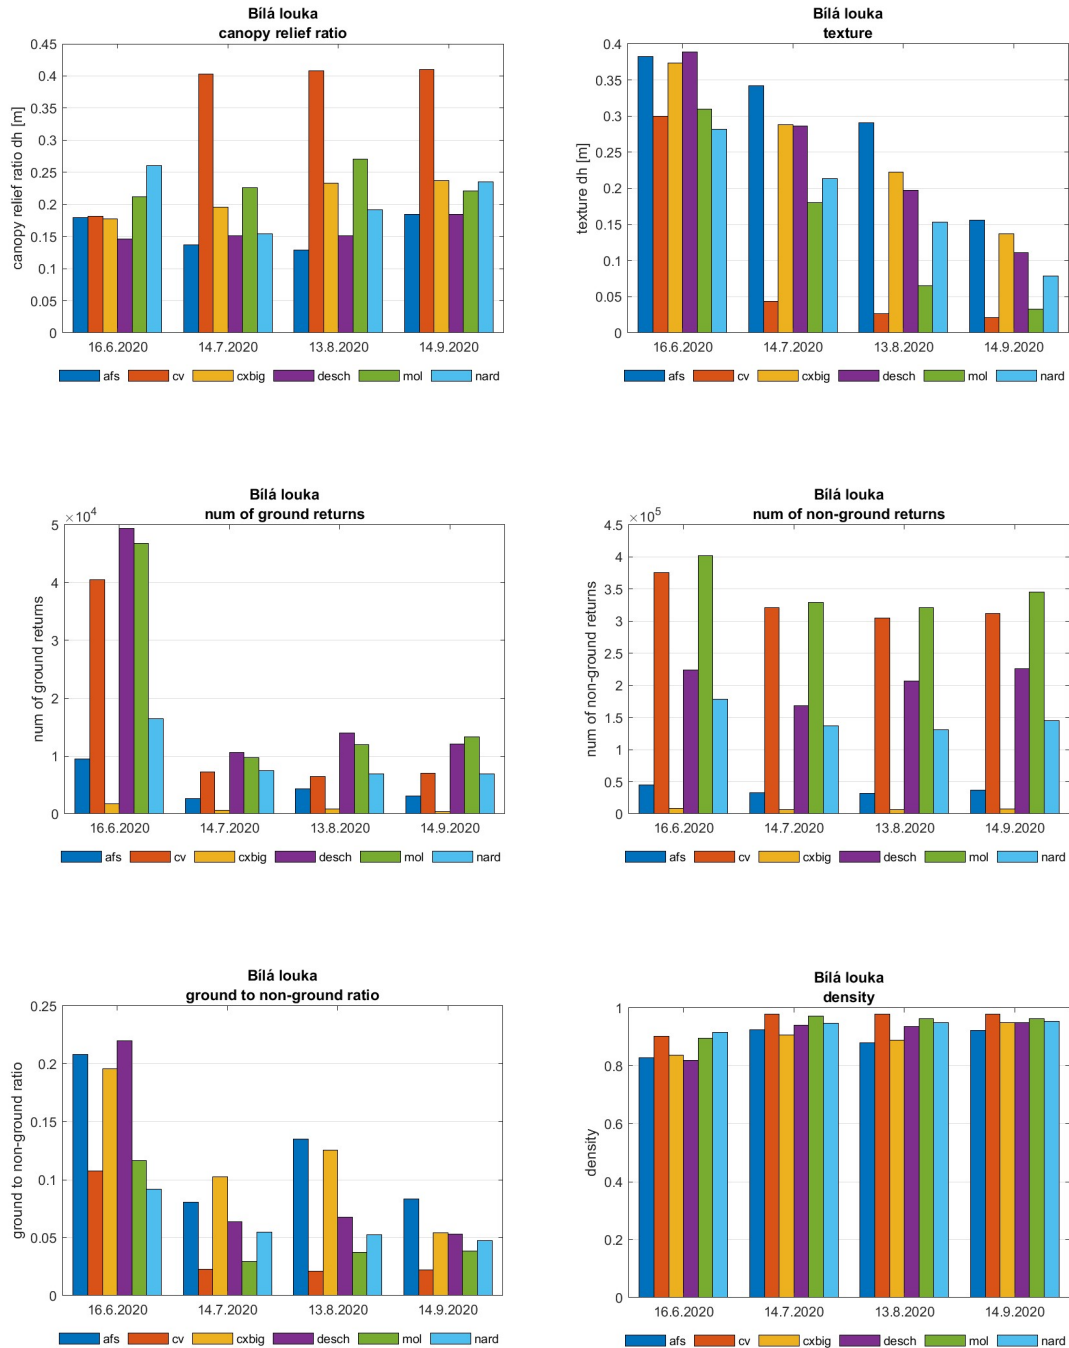 Bílá louka
canopy relief ratio
0.45
0.4
0.35
0.3
0.25
0.2
0.15
0.1
0.05
0
canopy relief ratio dh [m]
16.6.2020 14.7.2020 13.8.2020 14.9.2020
afs cv cxbig desch mol nard
Bílá louka
texture
0.4
0.35
0.3
0.25
0.2
0.15
0.1
0.05
0
texture dh [m]
16.6.2020 14.7.2020 13.8.2020 14.9.2020
afs cv cxbig desch mol nard
Bílá louka
num of ground returns
×10⁴
5
4
3
2
1
0
num of ground returns
16.6.2020 14.7.2020 13.8.2020 14.9.2020
afs cv cxbig desch mol nard
Bílá louka
num of non-ground returns
×10⁵
4.5
4
3.5
3
2.5
2
1.5
1
0.5
0
num of non-ground returns
16.6.2020 14.7.2020 13.8.2020 14.9.2020
afs cv cxbig desch mol nard
Bílá louka
ground to non-ground ratio
0.25
0.2
0.15
0.1
0.05
0
ground to non-ground ratio
16.6.2020 14.7.2020 13.8.2020 14.9.2020
afs cv cxbig desch mol nard
Bílá louka
density
1
0.8
0.6
0.4
0.2
0
density
16.6.2020 14.7.2020 13.8.2020 14.9.2020
afs cv cxbig desch mol nard